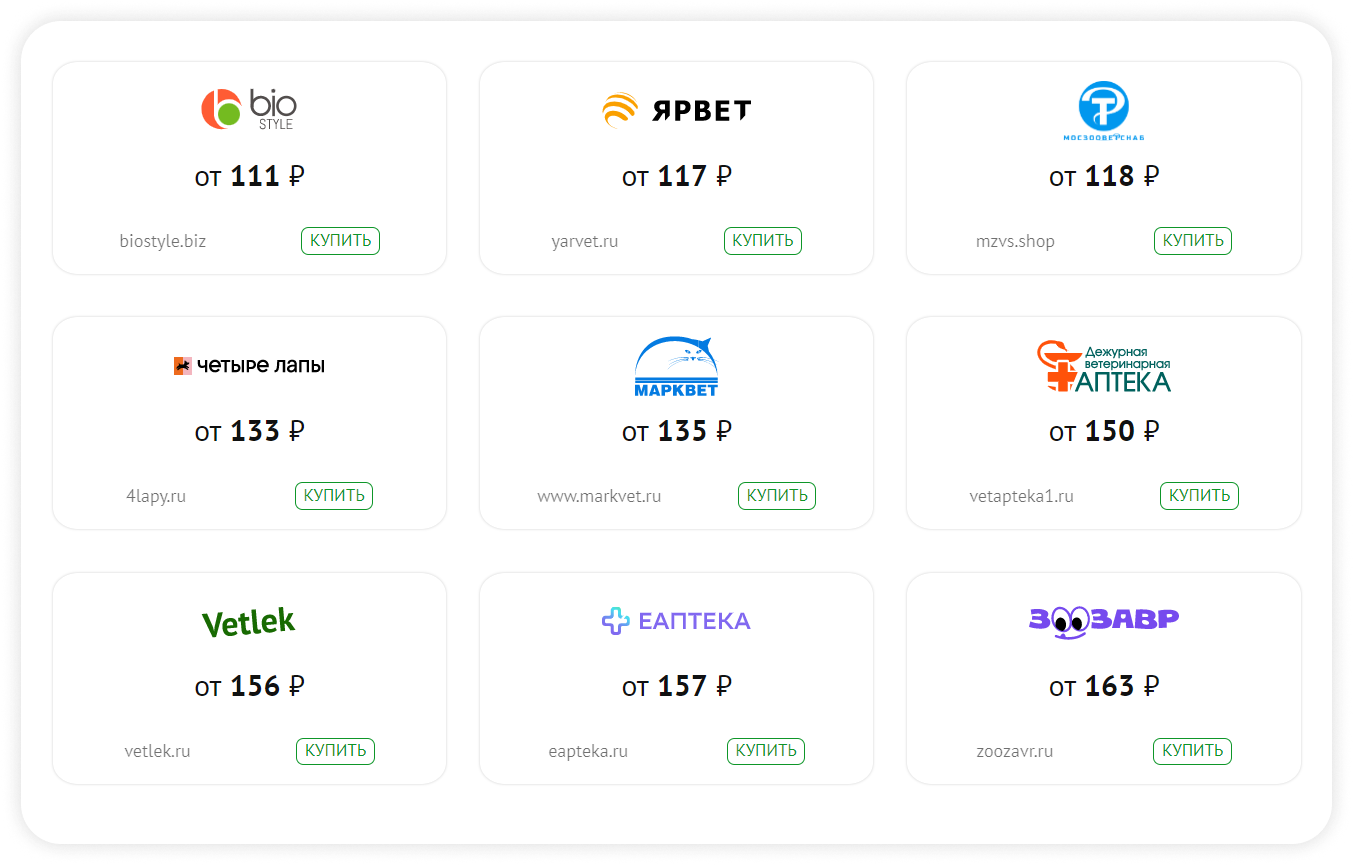 bio
STYLE
ЯРВЕТ
МОСЗООВЕТСНАБ
от 111 ₽
от 117 ₽
от 118 ₽
biostyle.biz
КУПИТЬ
yarvet.ru
КУПИТЬ
mzvs.shop
КУПИТЬ
четыре лапы
МАРКВЕТ
Дежурная
ветеринарная
АПТЕКА
от 133 ₽
от 135 ₽
от 150 ₽
4lapy.ru
КУПИТЬ
www.markvet.ru
КУПИТЬ
vetapteka1.ru
КУПИТЬ
Vetlek
ЕАПТЕКА
ЗООЗАВР
от 156 ₽
от 157 ₽
от 163 ₽
vetlek.ru
КУПИТЬ
eapteka.ru
КУПИТЬ
zoozavr.ru
КУПИТЬ